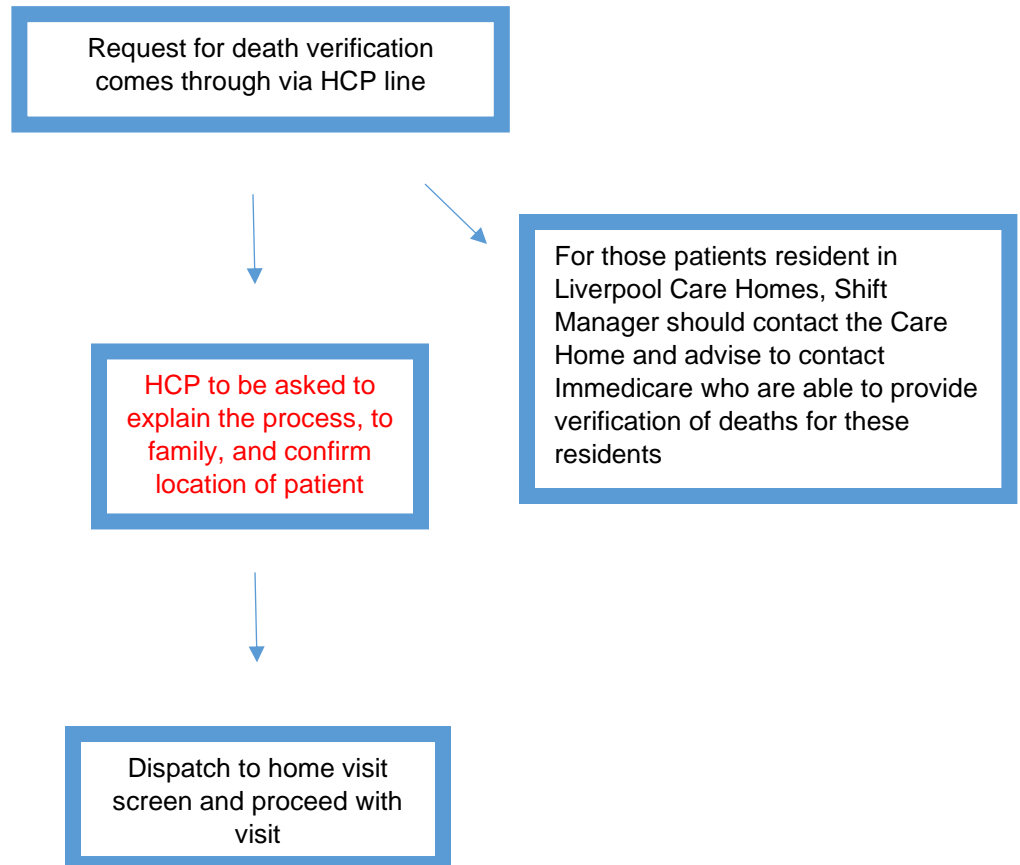 Request for death verification
comes through via HCP line
For those patients resident in
Liverpool Care Homes, Shift
Manager should contact the Care
Home and advise to contact
Immedicare who are able to provide
verification of deaths for these
residents
HCP to be asked to
explain the process, to
family, and confirm
location of patient
Dispatch to home visit
screen and proceed with
visit